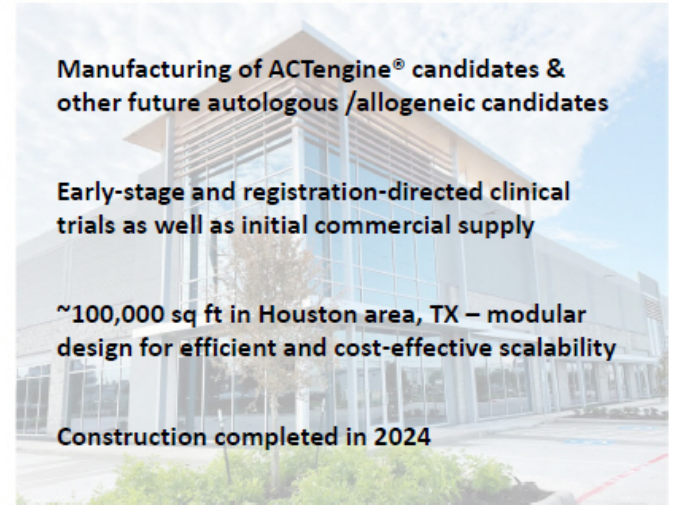 Manufacturing of ACTengine® candidates &
other future autologous /allogeneic candidates
Early-stage and registration-directed clinical
trials as well as initial commercial supply
~100,000 sq ft in Houston area, TX – modular
design for efficient and cost-effective scalability
Construction completed in 2024